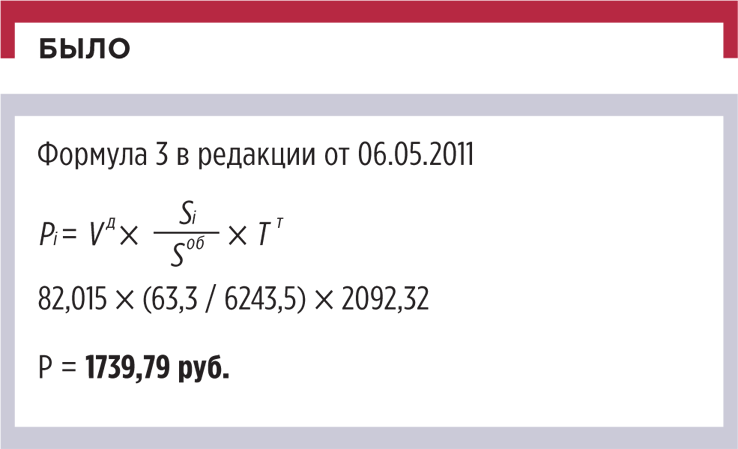 БЫЛО
Формула 3 в редакции от 06.05.2011
Pi = Vᴰ × Si / Sоб × Tт
82,015 × (63,3 / 6243,5) × 2092,32
P = 1739,79 руб.